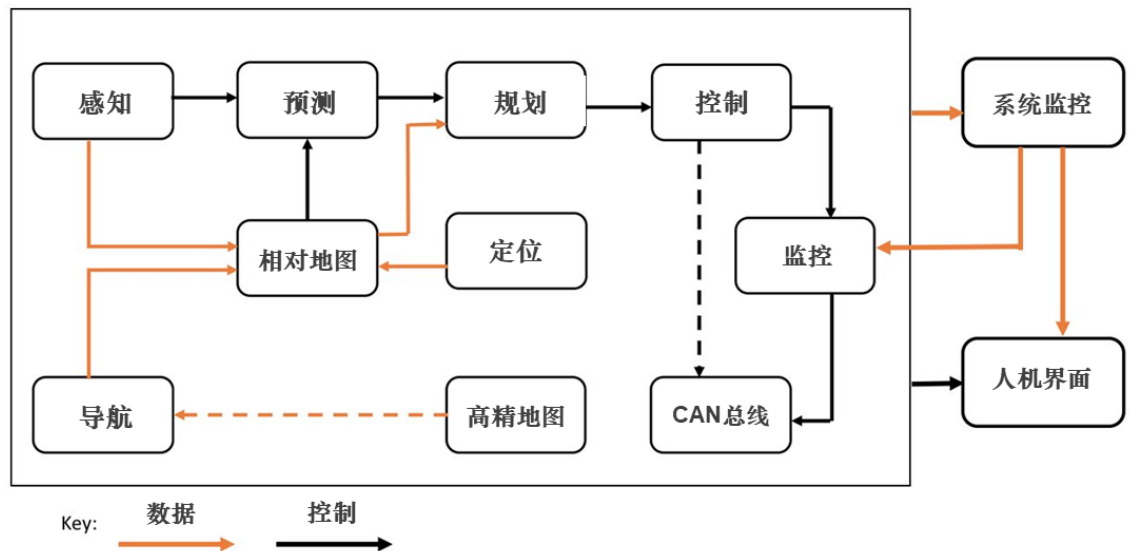 感知
预测
规划
控制
系统监控
相对地图
定位
监控
导航
高精地图
CAN总线
人机界面
Key:
数据
控制